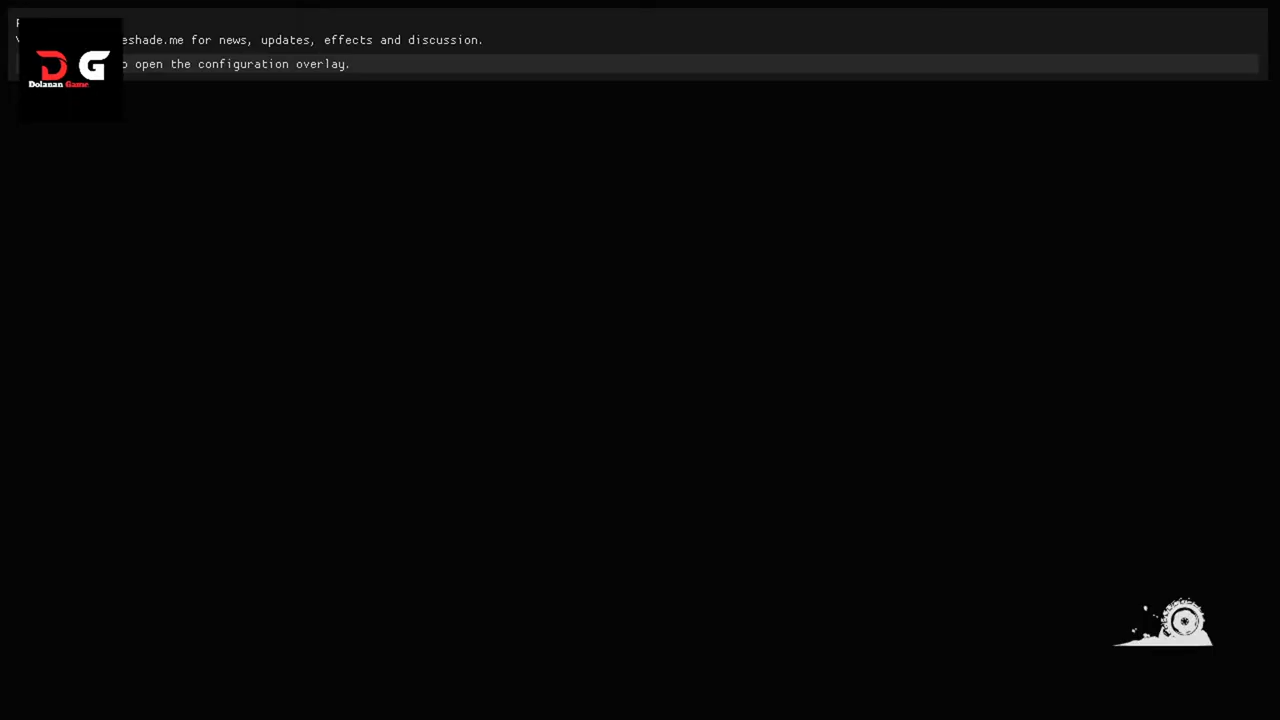 eshade.me for news, updates, effects and discussion.
open the configuration overlay.
D G
Dolanan Game